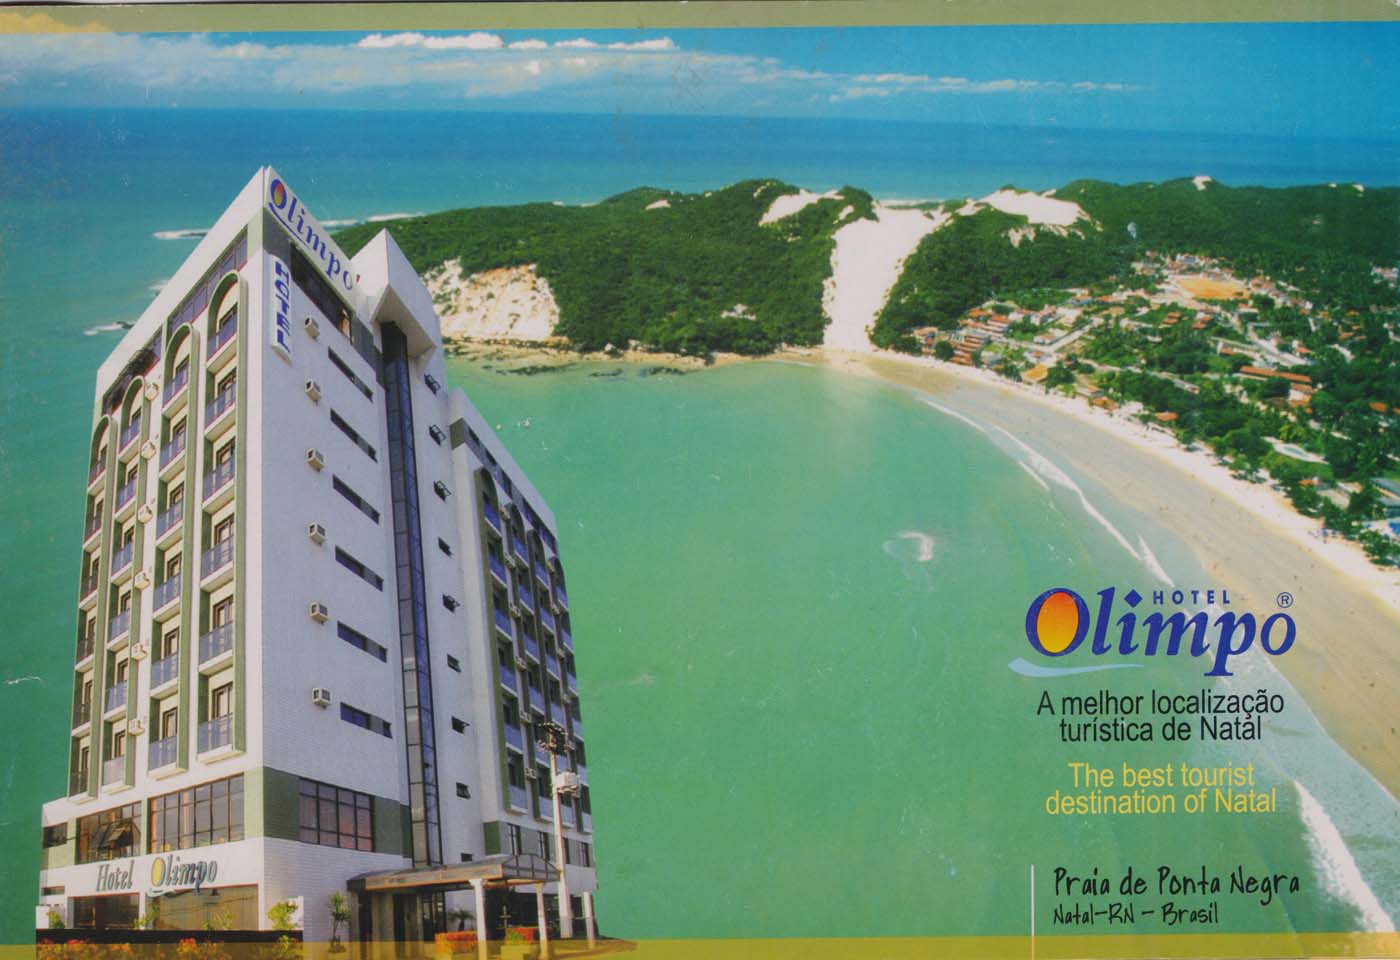 Olimpo
HOTEL
Hotel Olimpo
HOTEL
Olimpo®
A melhor localização
turística de Natal
The best tourist
destination of Natal
Praia de Ponta Negra
Natal-RN - Brasil